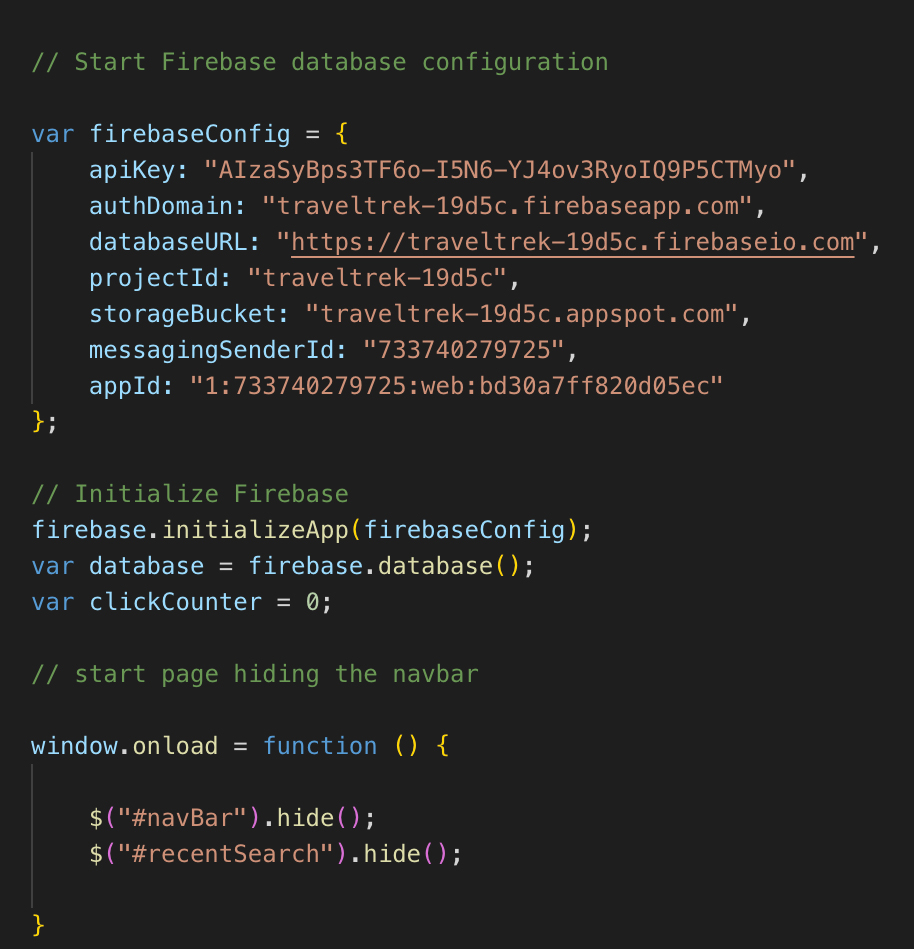 // Start Firebase database configuration
var firebaseConfig = {
apiKey: "AIzaSyBps3TF6o-I5N6-YJ4ov3RyoIQ9P5CTMyo",
authDomain: "traveltrek-19d5c.firebaseapp.com",
databaseURL: "https://traveltrek-19d5c.firebaseio.com",
projectId: "traveltrek-19d5c",
storageBucket: "traveltrek-19d5c.appspot.com",
messagingSenderId: "733740279725",
appId: "1:733740279725:web:bd30a7ff820d05ec"
};
// Initialize Firebase
firebase.initializeApp(firebaseConfig);
var database = firebase.database();
var clickCounter = 0;
// start page hiding the navbar
window.onload = function () {
$("#navBar").hide();
$("#recentSearch").hide();
}